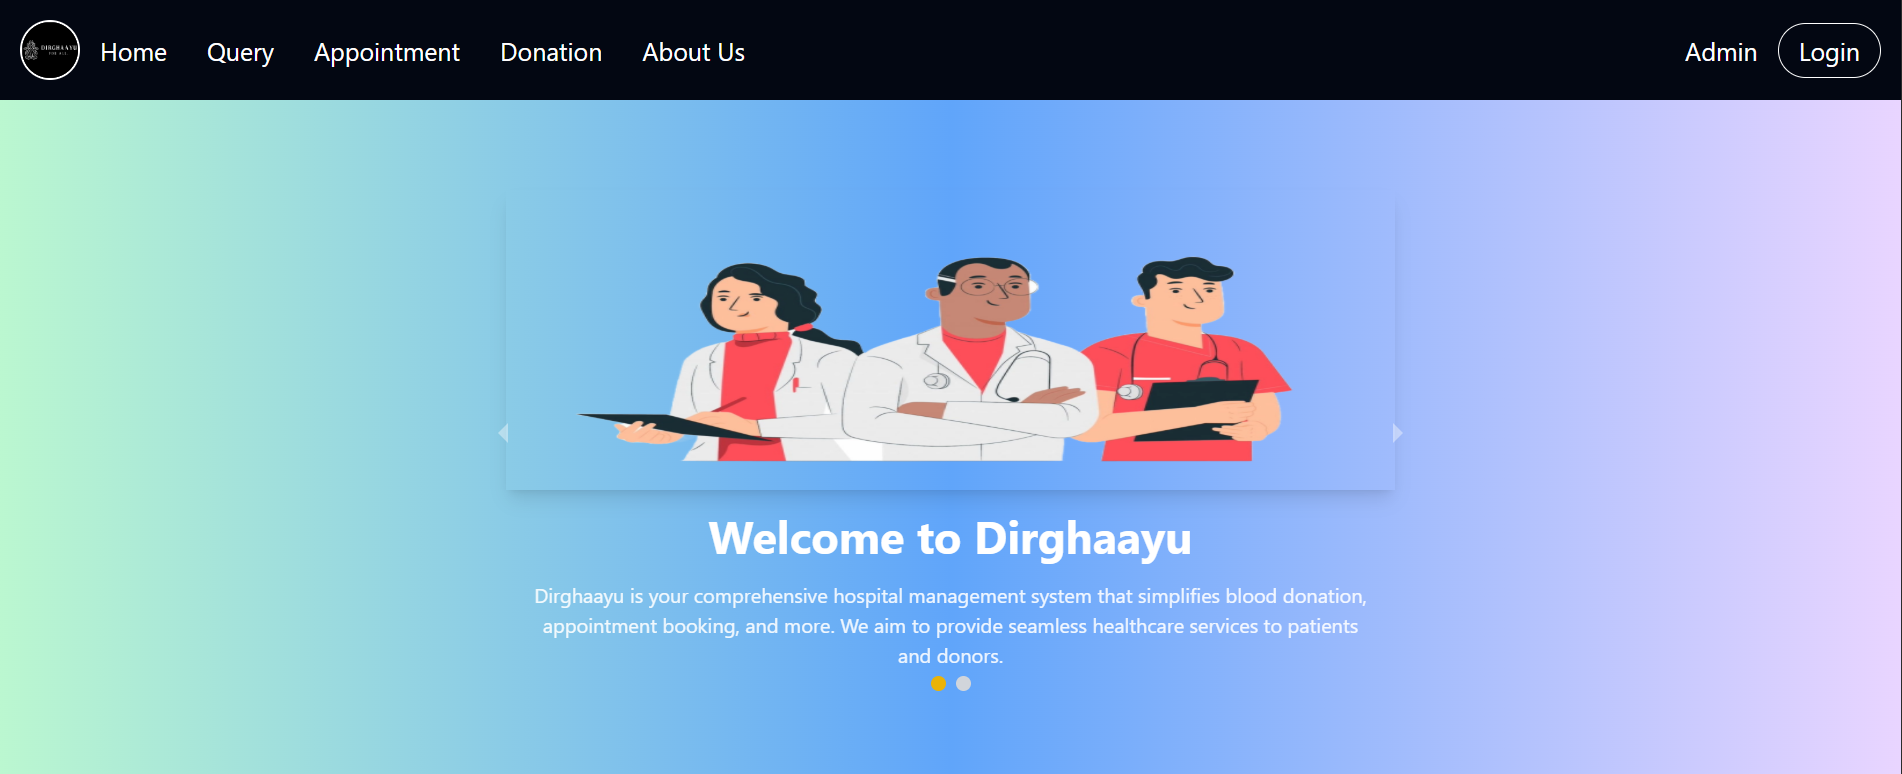 DIRGHAAYU
FOR ALL
Home Query Appointment Donation About Us Admin Login
Welcome to Dirghaayu
Dirghaayu is your comprehensive hospital management system that simplifies blood donation,
appointment booking, and more. We aim to provide seamless healthcare services to patients
and donors.